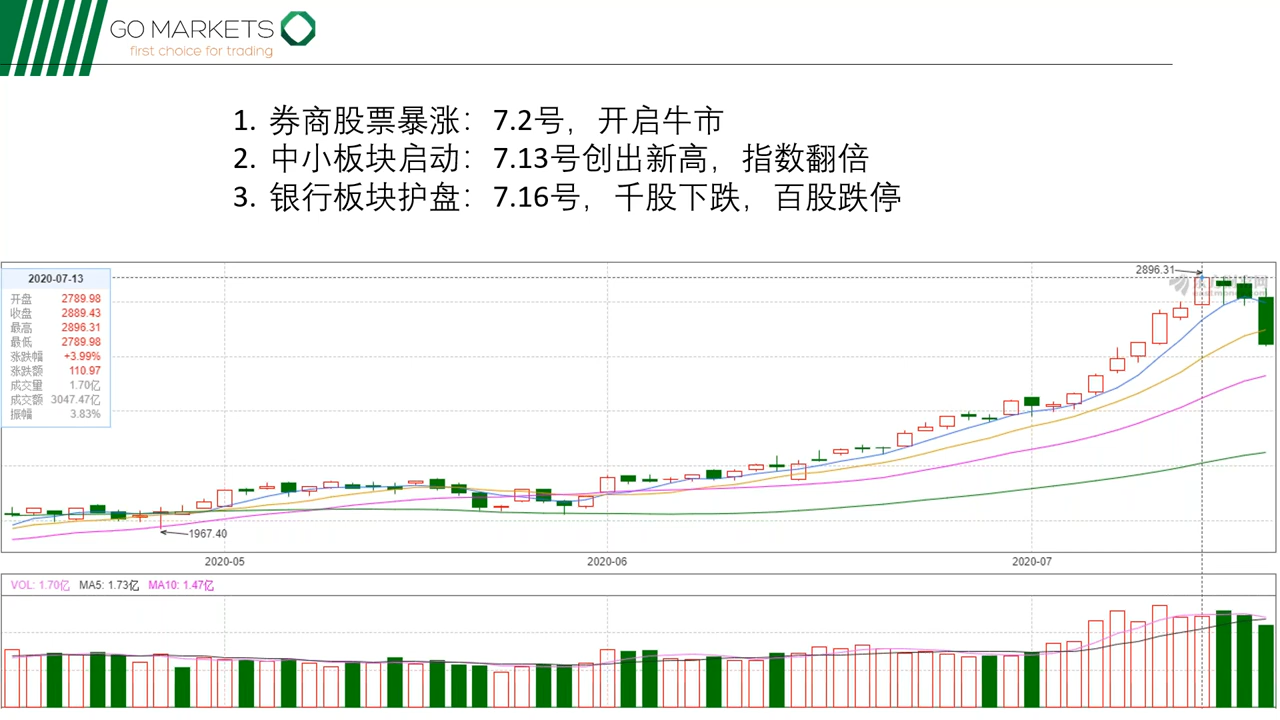 GO MARKETS
first choice for trading
1. 券商股票暴涨：7.2号，开启牛市
2. 中小板块启动：7.13号创出新高，指数翻倍
3. 银行板块护盘：7.16号，千股下跌，百股跌停
2020-07-13
开盘 2789.98
收盘 2889.43
最高 2896.31
最低 2789.98
涨跌幅 +3.99%
涨跌额 110.97
成交量 1.70亿
成交额 3047.47亿
振幅 3.83%
2896.31
1967.40
2020-05 2020-06 2020-07
VOL: 1.70亿 MA5: 1.73亿 MA10: 1.47亿